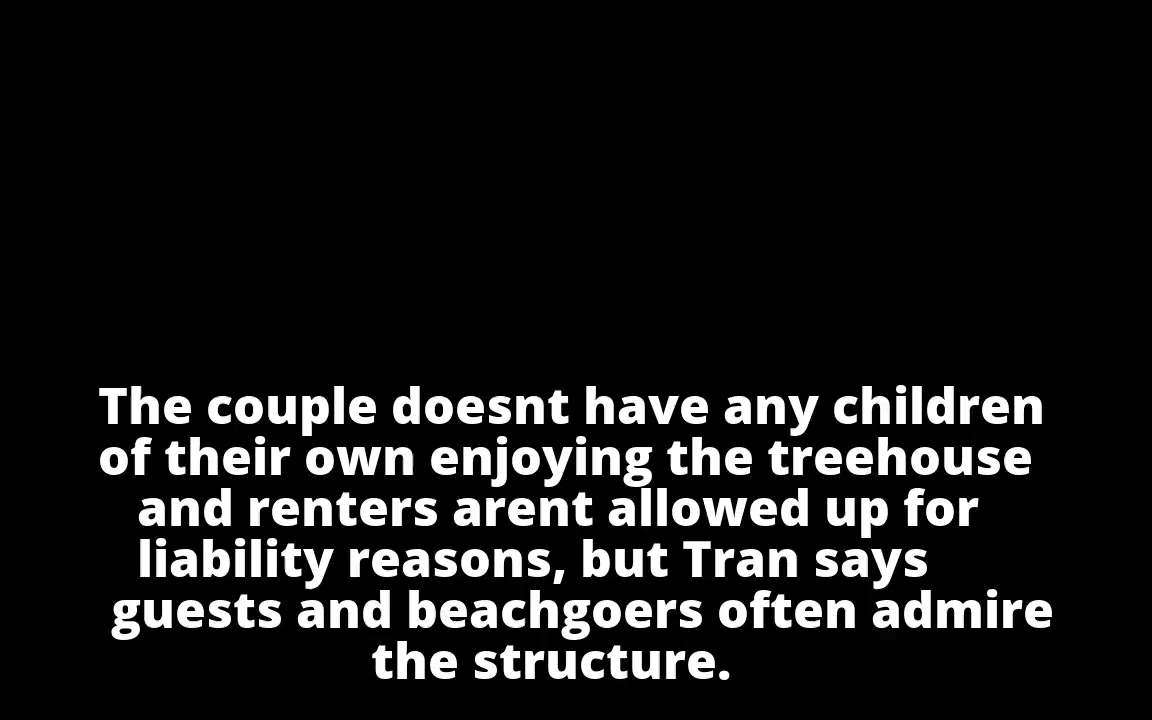 The couple doesnt have any children
of their own enjoying the treehouse
and renters arent allowed up for
liability reasons, but Tran says
guests and beachgoers often admire
the structure.